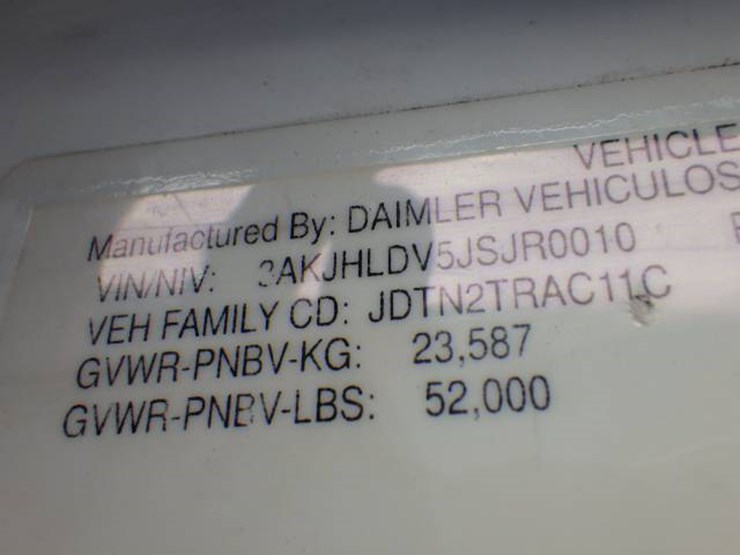 VEHICLE
Manufactured By: DAIMLER VEHICULOS
VIN/NIV: 3AKJHLDV5JSJR0010
VEH FAMILY CD: JDTN2TRAC11C
GVWR-PNBV-KG: 23,587
GVWR-PNBV-LBS: 52,000